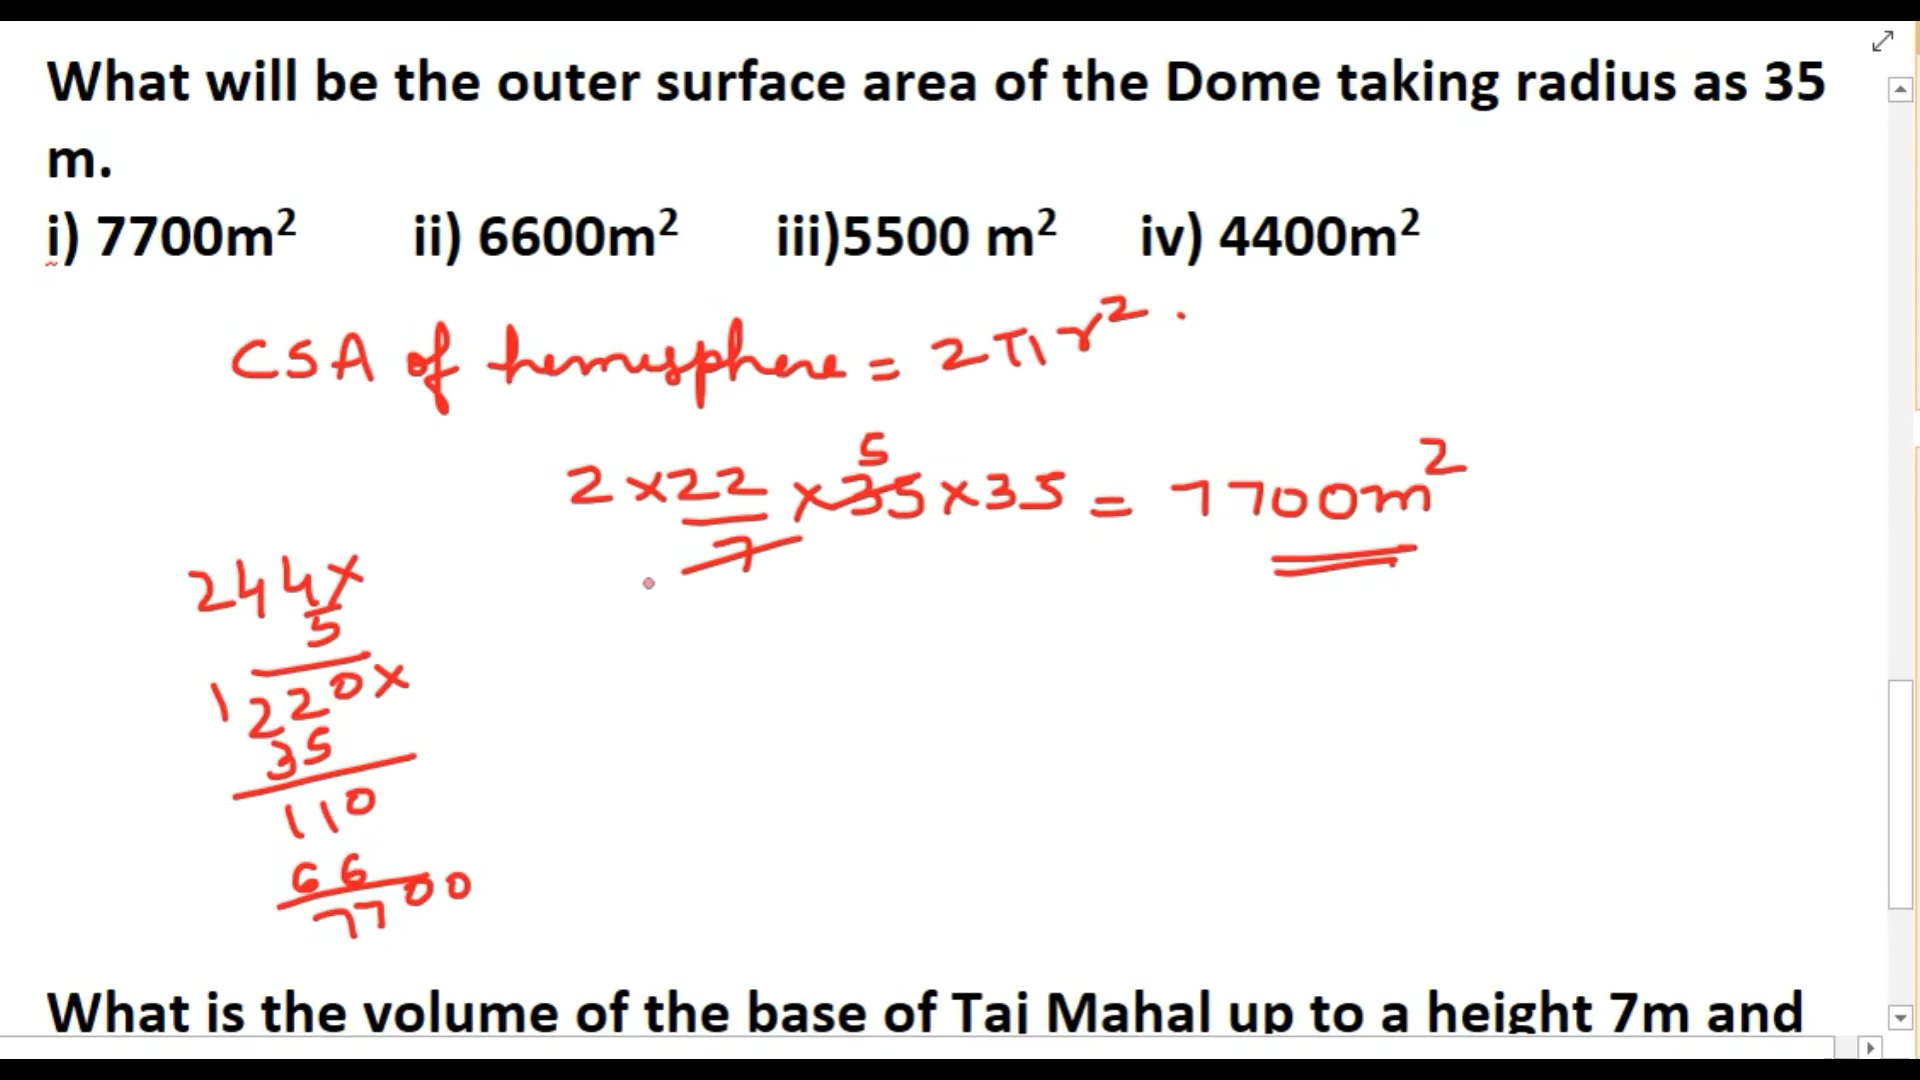 What will be the outer surface area of the Dome taking radius as 35
m.
i) 7700m² ii) 6600m² iii)5500 m² iv) 4400m²
CSA of hemisphere = 2πr².
5
2 × 22 × 35 × 35 = 7700m²
7
244×
5
1220×
35
110
66
7700
What is the volume of the base of Taj Mahal up to a height 7m and